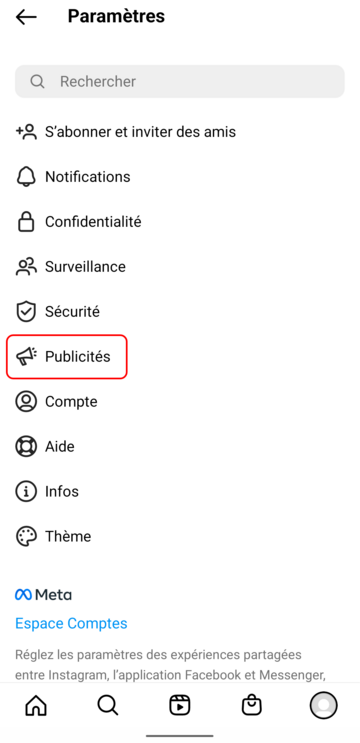 Paramètres
Rechercher
S’abonner et inviter des amis
Notifications
Confidentialité
Surveillance
Sécurité
Publicités
Compte
Aide
Infos
Thème
Meta
Espace Comptes
Réglez les paramètres des expériences partagées
entre Instagram, l’application Facebook et Messenger,